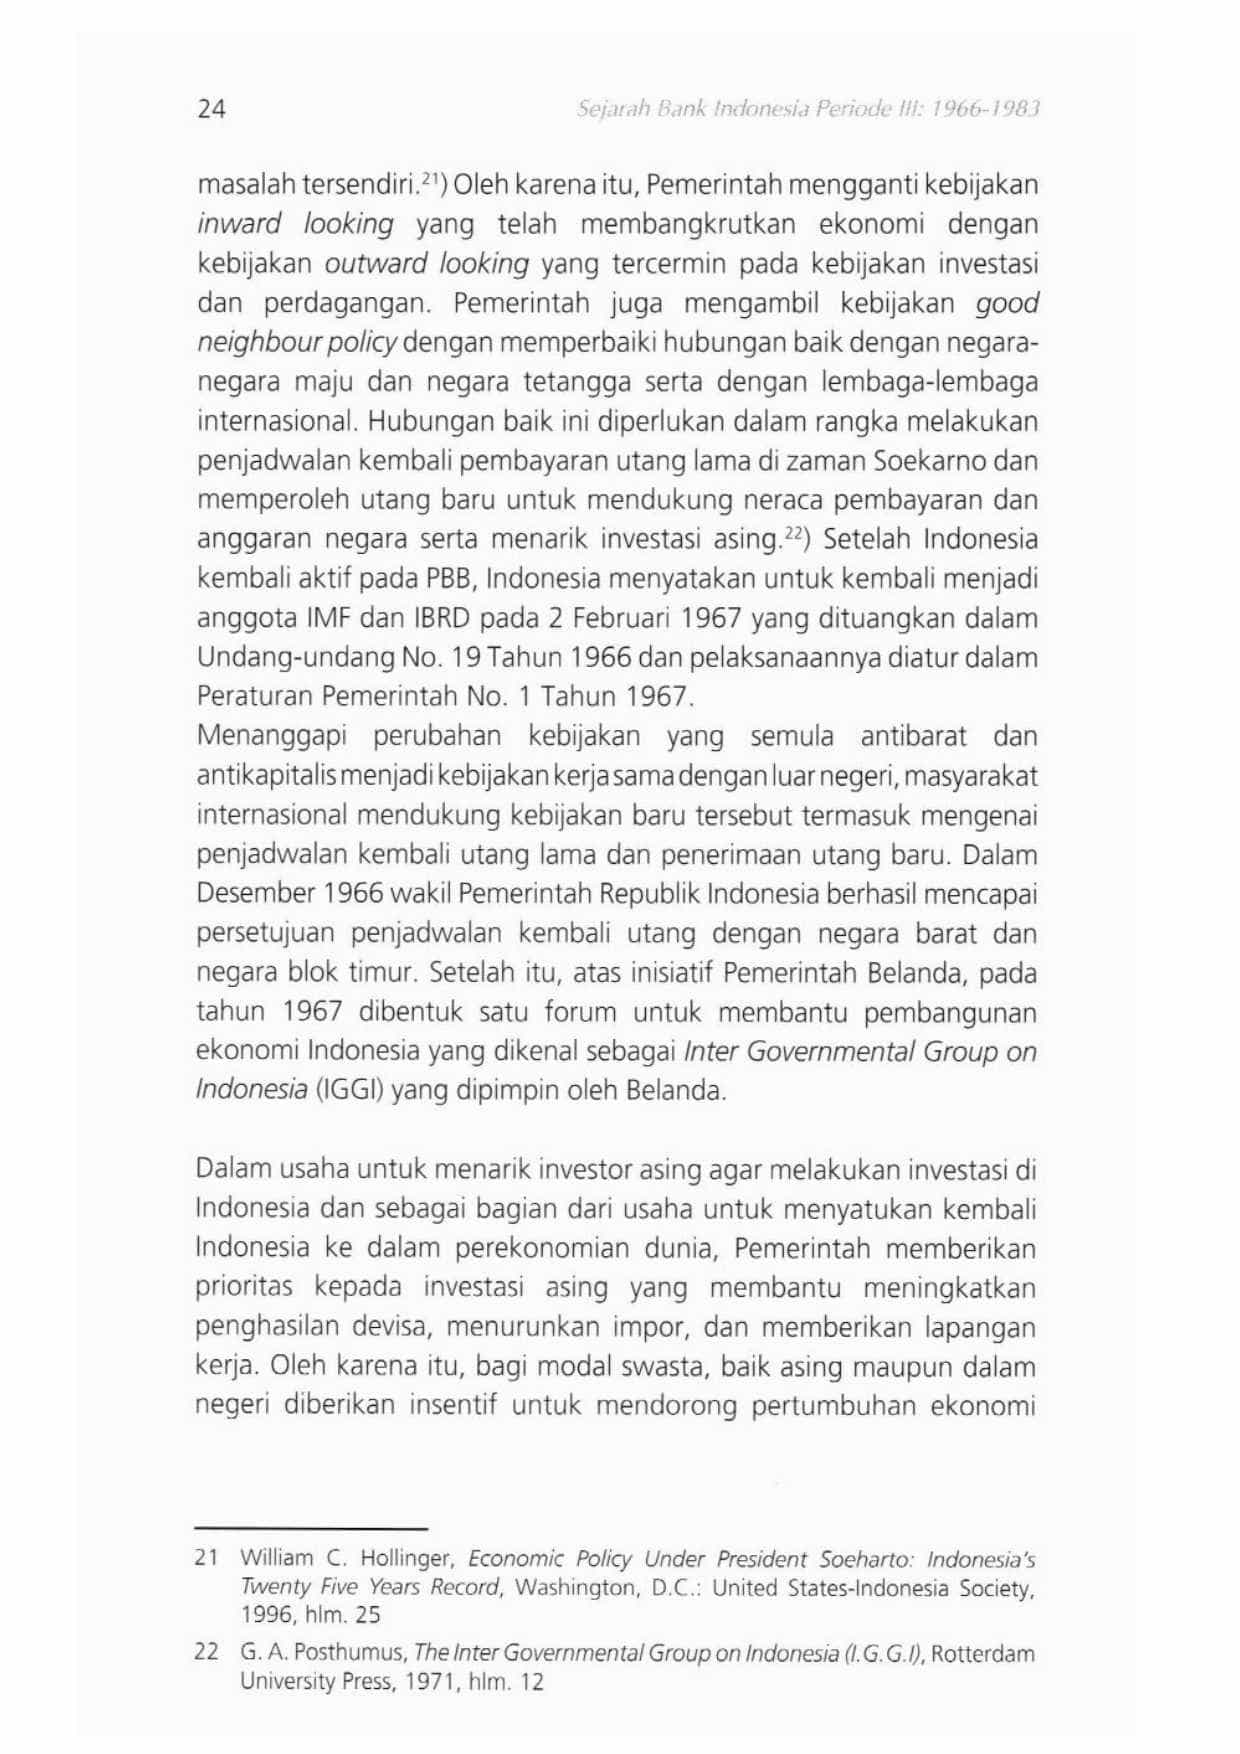 24
Sejarah Bank Indonesia Periode III: 1966-1983
masalah tersendiri.²¹) Oleh karena itu, Pemerintah mengganti kebijakan
inward looking yang telah membangkrutkan ekonomi dengan
kebijakan outward looking yang tercermin pada kebijakan investasi
dan perdagangan. Pemerintah juga mengambil kebijakan good
neighbour policy dengan memperbaiki hubungan baik dengan negara-
negara maju dan negara tetangga serta dengan lembaga-lembaga
internasional. Hubungan baik ini diperlukan dalam rangka melakukan
penjadwalan kembali pembayaran utang lama di zaman Soekarno dan
memperoleh utang baru untuk mendukung neraca pembayaran dan
anggaran negara serta menarik investasi asing.²²) Setelah Indonesia
kembali aktif pada PBB, Indonesia menyatakan untuk kembali menjadi
anggota IMF dan IBRD pada 2 Februari 1967 yang dituangkan dalam
Undang-undang No. 19 Tahun 1966 dan pelaksanaannya diatur dalam
Peraturan Pemerintah No. 1 Tahun 1967.
Menanggapi perubahan kebijakan yang semula antibarat dan
antikapitalis menjadi kebijakan kerja sama dengan luar negeri, masyarakat
internasional mendukung kebijakan baru tersebut termasuk mengenai
penjadwalan kembali utang lama dan penerimaan utang baru. Dalam
Desember 1966 wakil Pemerintah Republik Indonesia berhasil mencapai
persetujuan penjadwalan kembali utang dengan negara barat dan
negara blok timur. Setelah itu, atas inisiatif Pemerintah Belanda, pada
tahun 1967 dibentuk satu forum untuk membantu pembangunan
ekonomi Indonesia yang dikenal sebagai Inter Governmental Group on
Indonesia (IGGI) yang dipimpin oleh Belanda.
Dalam usaha untuk menarik investor asing agar melakukan investasi di
Indonesia dan sebagai bagian dari usaha untuk menyatukan kembali
Indonesia ke dalam perekonomian dunia, Pemerintah memberikan
prioritas kepada investasi asing yang membantu meningkatkan
penghasilan devisa, menurunkan impor, dan memberikan lapangan
kerja. Oleh karena itu, bagi modal swasta, baik asing maupun dalam
negeri diberikan insentif untuk mendorong pertumbuhan ekonomi
21 William C. Hollinger, Economic Policy Under President Soeharto: Indonesia's
Twenty Five Years Record, Washington, D.C.: United States-Indonesia Society,
1996, hlm. 25
22 G. A. Posthumus, The Inter Governmental Group on Indonesia (I.G.G.I), Rotterdam
University Press, 1971, hlm. 12